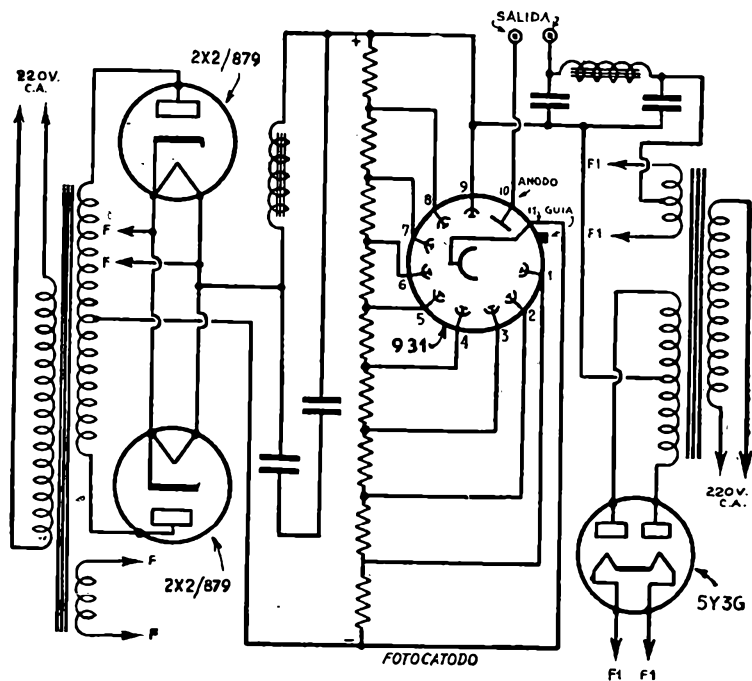 SALIDA
2X2/879
220V.
C.A.
+
F1
F1
ANODO
10
11, GUIA
9
8
7
6
5
4
3
2
1
931
F
F
2X2/879
F
F
220V.
C.A.
5Y3G
F1 F1
-
FOTOCATODO